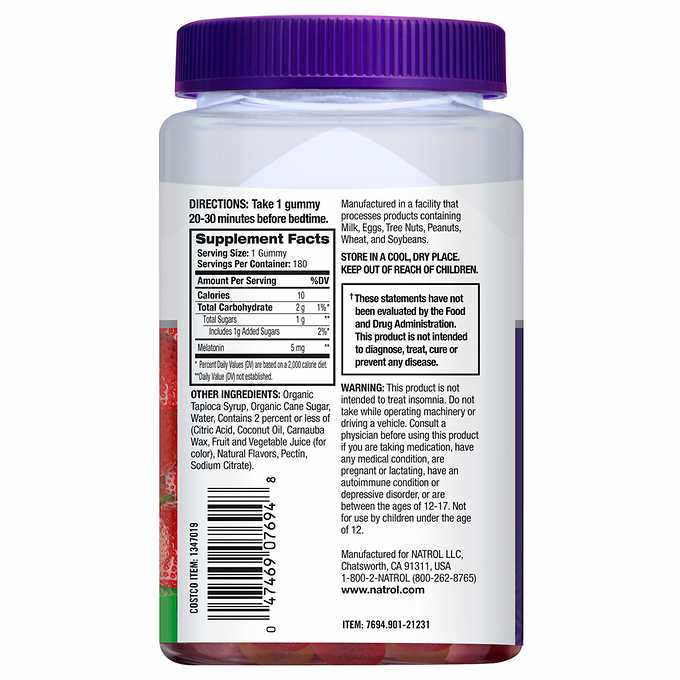 DIRECTIONS: Take 1 gummy
20-30 minutes before bedtime.
Supplement Facts
Serving Size: 1 Gummy
Servings Per Container: 180
Amount Per Serving %DV
Calories 10
Total Carbohydrate 2 g 1%*
Total Sugars 1 g **
Includes 1g Added Sugars 2%*
Melatonin 5 mg **
* Percent Daily Values (DV) are based on a 2,000 calorie diet.
**Daily Value (DV) not established.
OTHER INGREDIENTS: Organic
Tapioca Syrup, Organic Cane Sugar,
Water, Contains 2 percent or less of
(Citric Acid, Coconut Oil, Carnauba
Wax, Fruit and Vegetable Juice (for
color), Natural Flavors, Pectin,
Sodium Citrate).
COSTCO ITEM: 1347019
0 47469 07694 8
Manufactured in a facility that
processes products containing
Milk, Eggs, Tree Nuts, Peanuts,
Wheat, and Soybeans.
STORE IN A COOL, DRY PLACE.
KEEP OUT OF REACH OF CHILDREN.
†These statements have not
been evaluated by the Food
and Drug Administration.
This product is not intended
to diagnose, treat, cure or
prevent any disease.
WARNING: This product is not
intended to treat insomnia. Do not
take while operating machinery or
driving a vehicle. Consult a
physician before using this product
if you are taking medication, have
any medical condition, are
pregnant or lactating, have an
autoimmune condition or
depressive disorder, or are
between the ages of 12-17. Not
for use by children under the age
of 12.
Manufactured for NATROL LLC,
Chatsworth, CA 91311, USA
1-800-2-NATROL (800-262-8765)
www.natrol.com
ITEM: 7694.901-21231